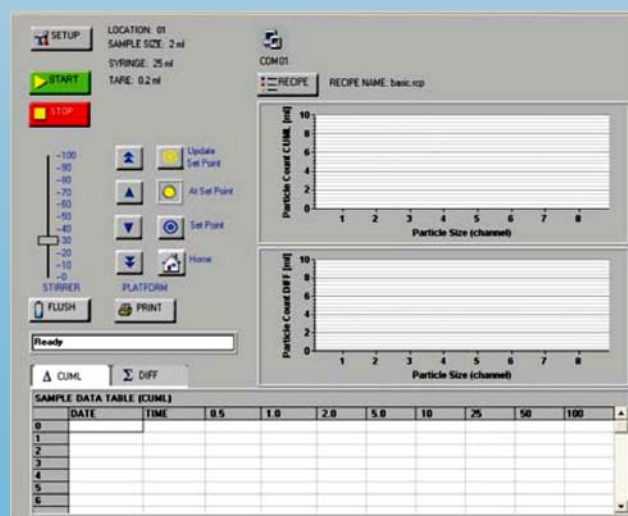 SETUP
LOCATION: 01
SAMPLE SIZE: 2 ml
SYRINGE: 25 ml
TARE: 0.2 ml
START
STOP
COM 01
RECIPE
RECIPE NAME: basic.rcp
-100
-90
-80
-70
-60
-50
-40
-30
-20
-10
-0
STIRRER
Update
Set Point
At Set Point
Set Point
Home
PLATFORM
FLUSH
PRINT
Ready
Particle Count CUML [ml]
10
8
6
4
2
0
1 2 3 4 5 6 7 8
Particle Size (channel)
Particle Count DIFF [ml]
10
8
6
4
2
0
1 2 3 4 5 6 7 8
Particle Size (channel)
Δ CUML
Σ DIFF
SAMPLE DATA TABLE (CUML)
DATE TIME 0.5 1.0 2.0 5.0 10 25 50 100
0
1
2
3
4
5
6